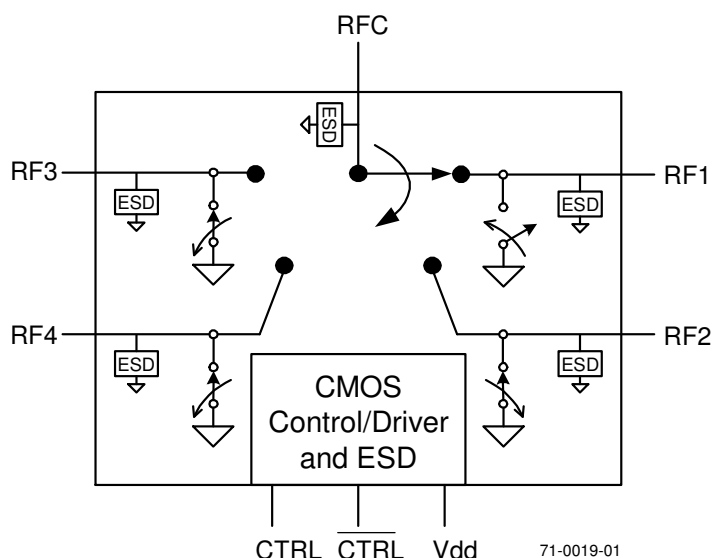 RFC
ESD
RF3
RF1
ESD
ESD
RF4
RF2
ESD
ESD
CMOS
Control/Driver
and ESD
CTRL C̅T̅R̅L̅ Vdd
71-0019-01